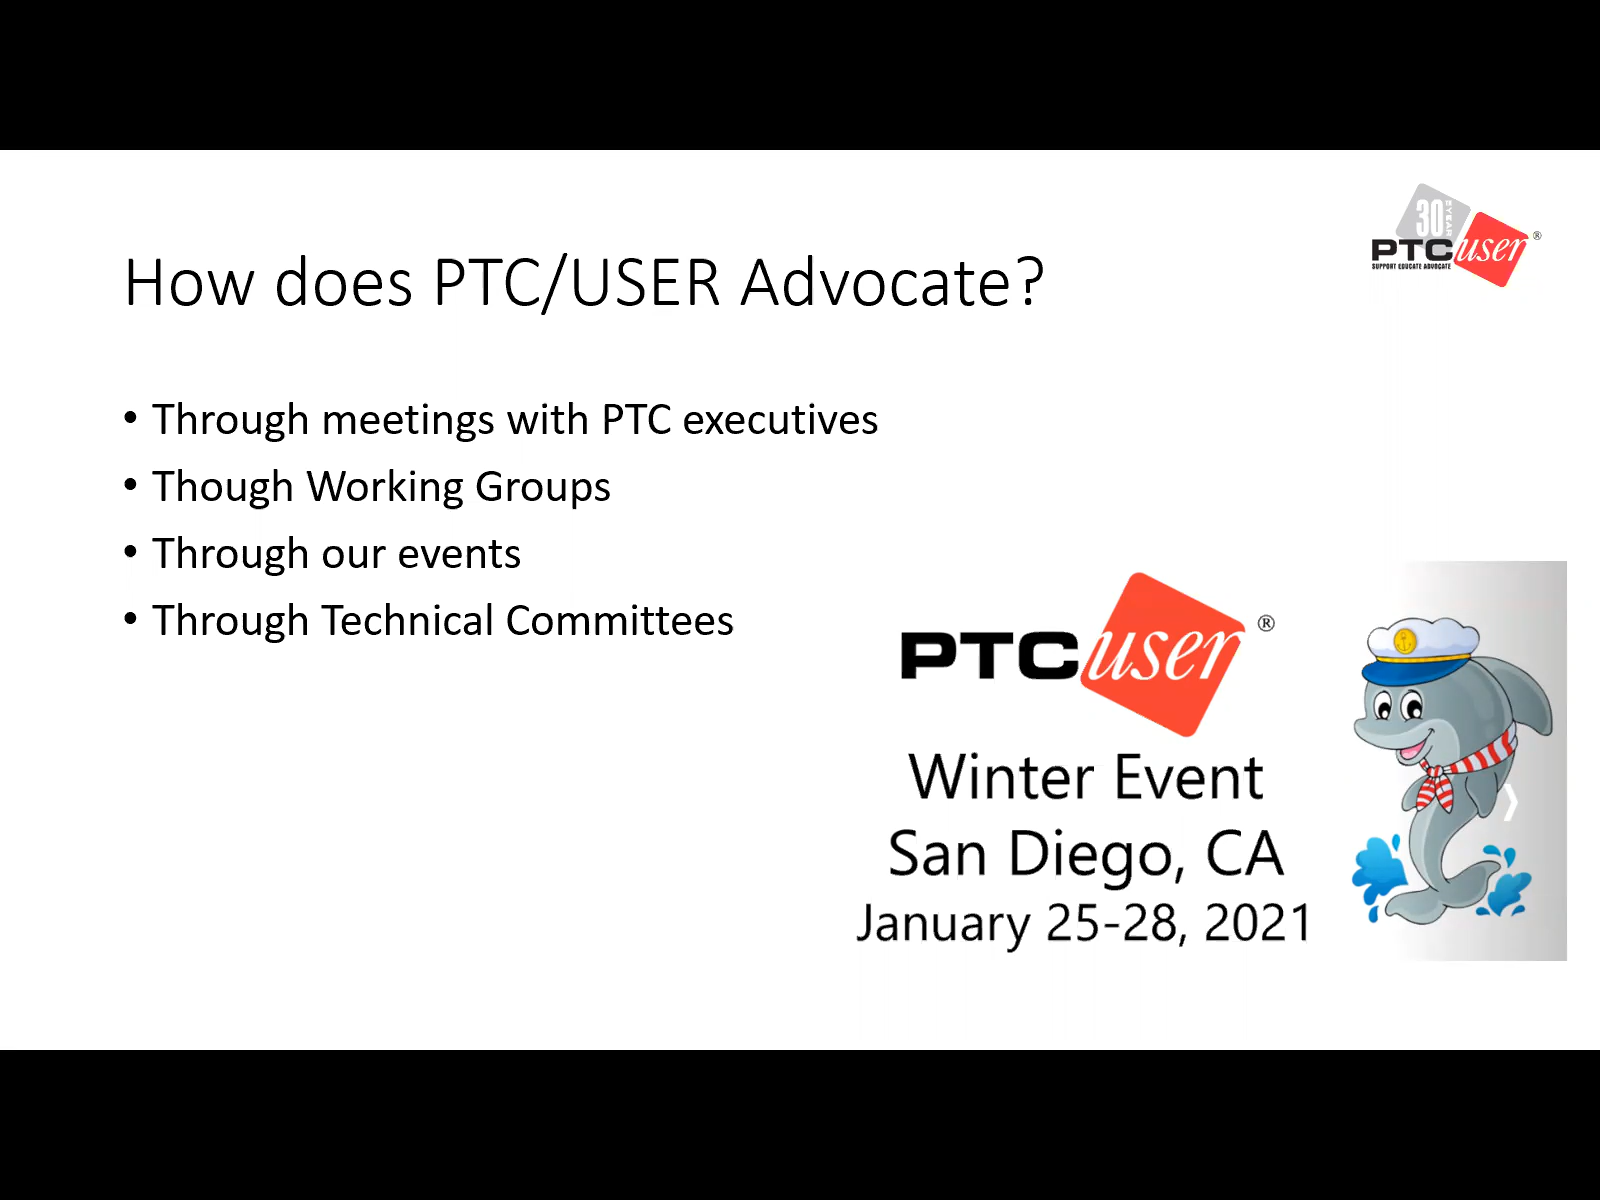 30 YEARS
PTC user ®
SUPPORT EDUCATE ADVOCATE
How does PTC/USER Advocate?
• Through meetings with PTC executives
• Though Working Groups
• Through our events
• Through Technical Committees
PTC user ®
Winter Event
San Diego, CA
January 25-28, 2021